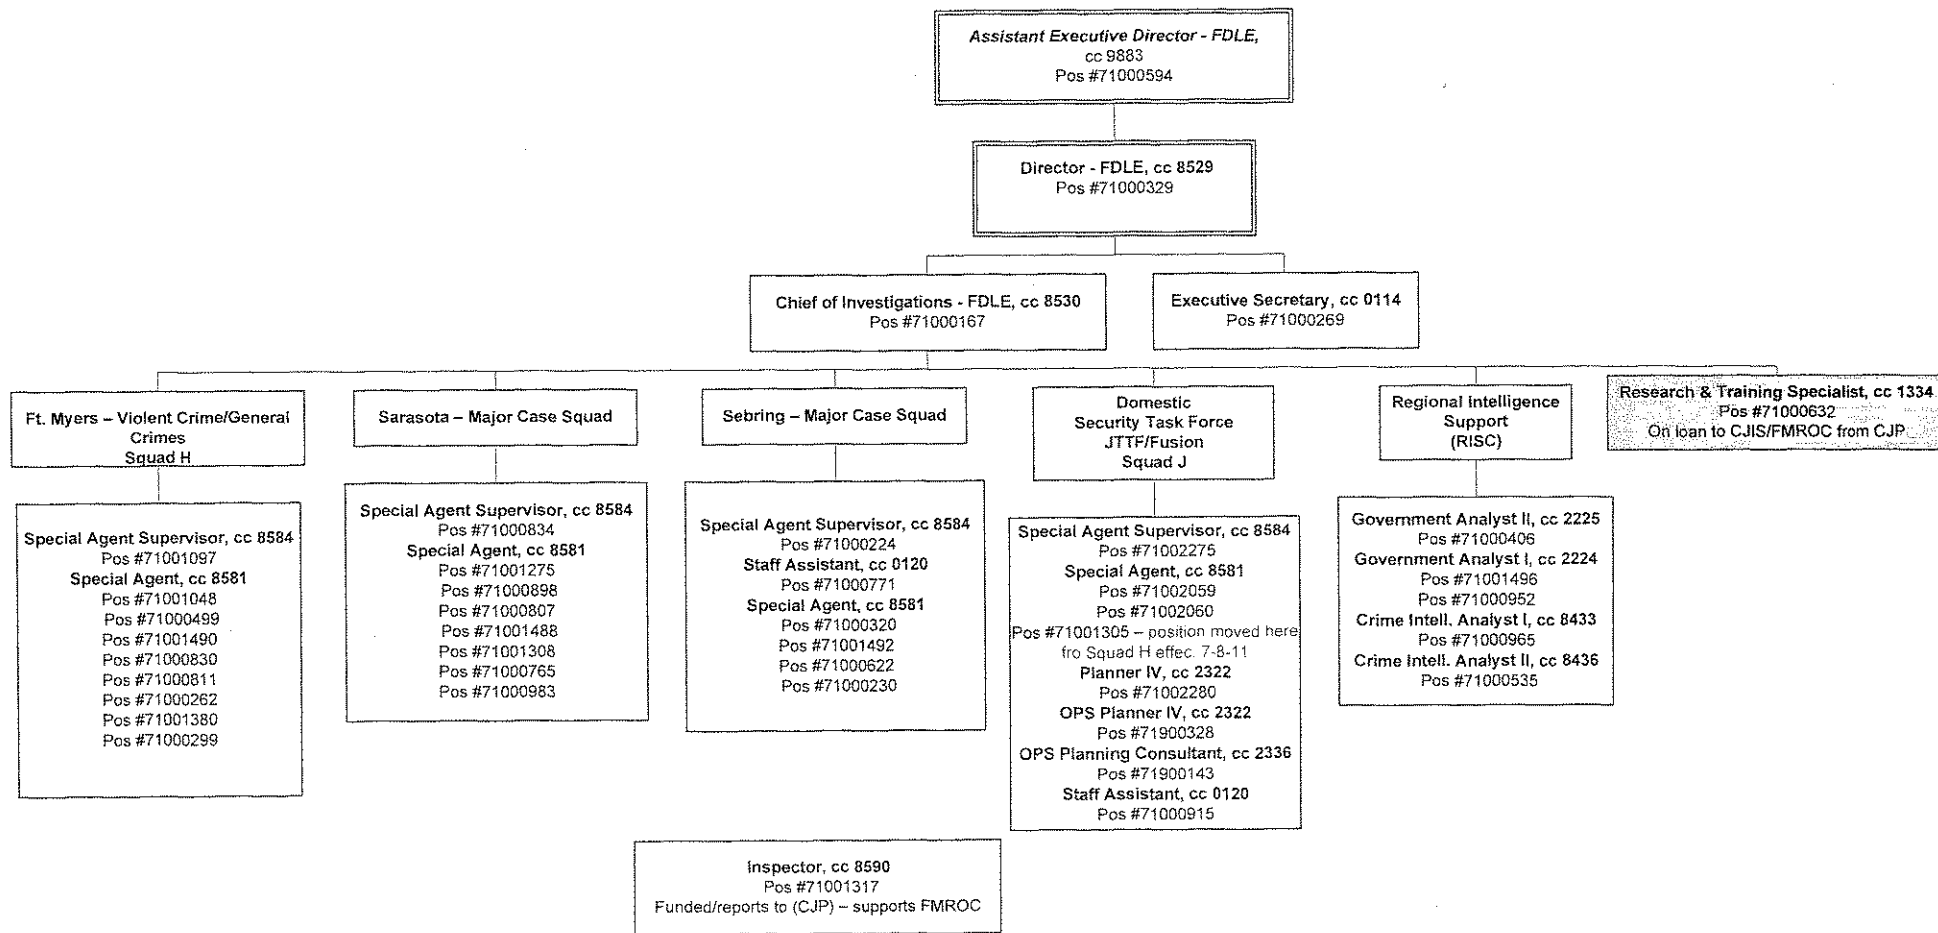 Assistant Executive Director - FDLE,
cc 9883
Pos #71000594
Director - FDLE, cc 8529
Pos #71000329
Chief of Investigations - FDLE, cc 8530
Pos #71000167
Executive Secretary, cc 0114
Pos #71000269
Ft. Myers – Violent Crime/General
Crimes
Squad H
Sarasota – Major Case Squad
Sebring – Major Case Squad
Domestic
Security Task Force
JTTF/Fusion
Squad J
Regional Intelligence
Support
(RISC)
Research & Training Specialist, cc 1334
Pos #71000632
On loan to CJIS/FMROC from CJP
Special Agent Supervisor, cc 8584
Pos #71001097
Special Agent, cc 8581
Pos #71001048
Pos #71000499
Pos #71001490
Pos #71000830
Pos #71000811
Pos #71000262
Pos #71001380
Pos #71000299
Special Agent Supervisor, cc 8584
Pos #71000834
Special Agent, cc 8581
Pos #71001275
Pos #71000898
Pos #71000807
Pos #71001488
Pos #71001308
Pos #71000765
Pos #71000983
Special Agent Supervisor, cc 8584
Pos #71000224
Staff Assistant, cc 0120
Pos #71000771
Special Agent, cc 8581
Pos #71000320
Pos #71001492
Pos #71000622
Pos #71000230
Special Agent Supervisor, cc 8584
Pos #71002275
Special Agent, cc 8581
Pos #71002059
Pos #71002060
Pos #71001305 – position moved here
fro Squad H effec. 7-8-11
Planner IV, cc 2322
Pos #71002280
OPS Planner IV, cc 2322
Pos #71900328
OPS Planning Consultant, cc 2336
Pos #71900143
Staff Assistant, cc 0120
Pos #71000915
Government Analyst II, cc 2225
Pos #71000406
Government Analyst I, cc 2224
Pos #71001496
Pos #71000952
Crime Intell. Analyst I, cc 8433
Pos #71000965
Crime Intell. Analyst II, cc 8436
Pos #71000535
Inspector, cc 8590
Pos #71001317
Funded/reports to (CJP) – supports FMROC